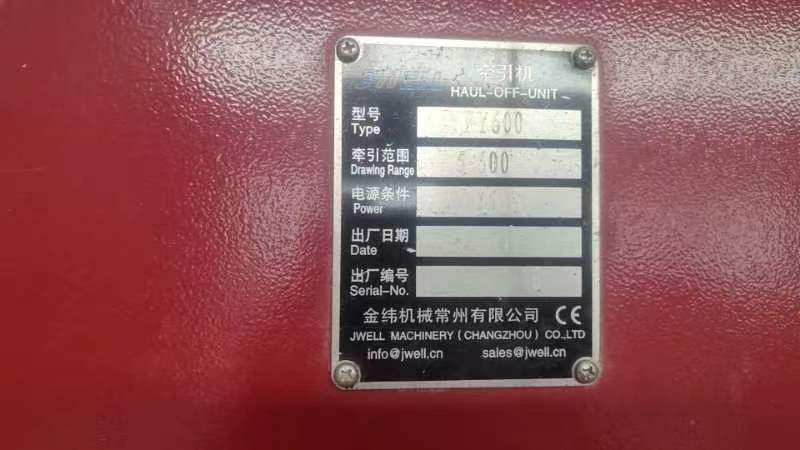 牵引机
HAUL-OFF-UNIT
型号
Type
牵引范围
Drawing Range
电源条件
Power
出厂日期
Date
出厂编号
Serial-No.
金纬机械常州有限公司 CE
JWELL MACHINERY (CHANGZHOU) CO.,LTD
info@jwell.cn sales@jwell.cn